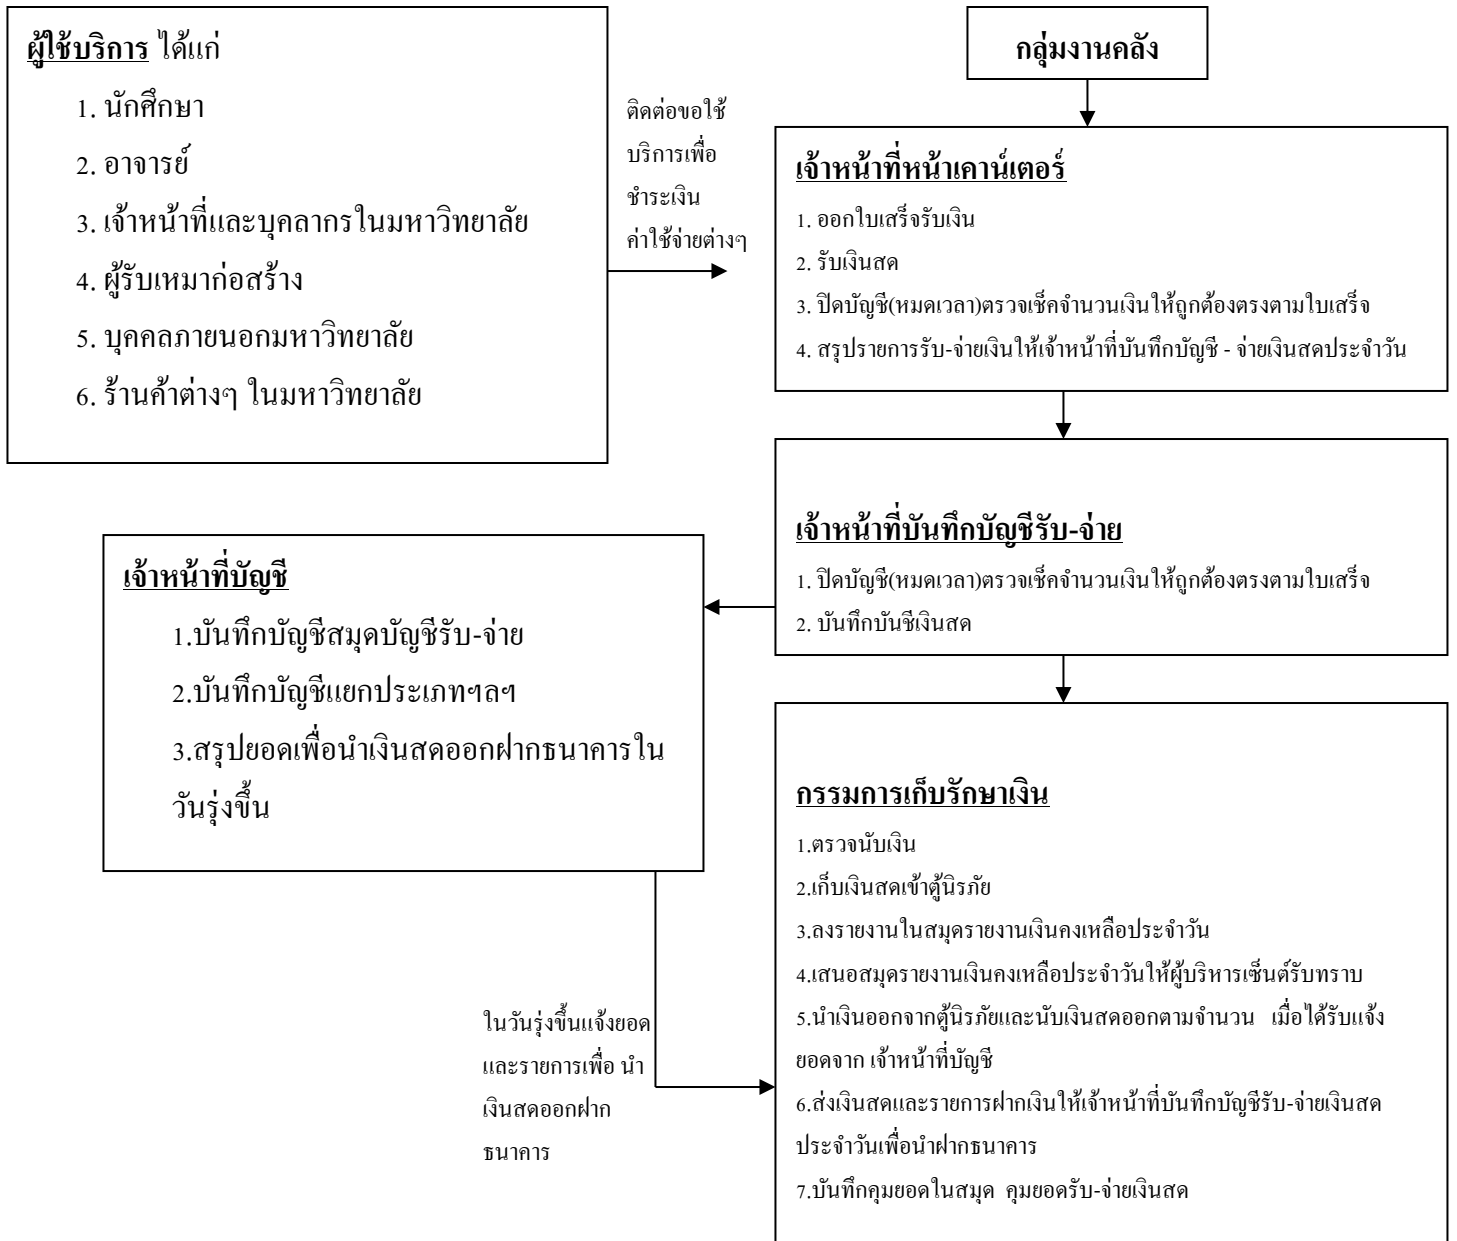 ผู้ใช้บริการ ได้แก่
1. นักศึกษา
2. อาจารย์
3. เจ้าหน้าที่และบุคลากรในมหาวิทยาลัย
4. ผู้รับเหมาก่อสร้าง
5. บุคคลภายนอกมหาวิทยาลัย
6. ร้านค้าต่างๆ ในมหาวิทยาลัย
ติดต่อขอใช้
บริการเพื่อ
ชำระเงิน
ค่าใช้จ่ายต่างๆ
กลุ่มงานคลัง
เจ้าหน้าที่หน้าเคาน์เตอร์
1. ออกใบเสร็จรับเงิน
2. รับเงินสด
3. ปิดบัญชี(หมดเวลา)ตรวจเช็คจำนวนเงินให้ถูกต้องตรงตามใบเสร็จ
4. สรุปรายการรับ-จ่ายเงินให้เจ้าหน้าที่บันทึกบัญชี - จ่ายเงินสดประจำวัน
เจ้าหน้าที่บันทึกบัญชีรับ-จ่าย
1. ปิดบัญชี(หมดเวลา)ตรวจเช็คจำนวนเงินให้ถูกต้องตรงตามใบเสร็จ
2. บันทึกบันชีเงินสด
เจ้าหน้าที่บัญชี
1.บันทึกบัญชีสมุดบัญชีรับ-จ่าย
2.บันทึกบัญชีแยกประเภทฯลฯ
3.สรุปยอดเพื่อนำเงินสดออกฝากธนาคารใน
วันรุ่งขึ้น
ในวันรุ่งขึ้นแจ้งยอด
และรายการเพื่อ นำ
เงินสดออกฝาก
ธนาคาร
กรรมการเก็บรักษาเงิน
1.ตรวจนับเงิน
2.เก็บเงินสดเข้าตู้นิรภัย
3.ลงรายงานในสมุดรายงานเงินคงเหลือประจำวัน
4.เสนอสมุดรายงานเงินคงเหลือประจำวันให้ผู้บริหารเซ็นต์รับทราบ
5.นำเงินออกจากตู้นิรภัยและนับเงินสดออกตามจำนวน เมื่อได้รับแจ้ง
ยอดจาก เจ้าหน้าที่บัญชี
6.ส่งเงินสดและรายการฝากเงินให้เจ้าหน้าที่บันทึกบัญชีรับ-จ่ายเงินสด
ประจำวันเพื่อนำฝากธนาคาร
7.บันทึกคุมยอดในสมุด คุมยอดรับ-จ่ายเงินสด